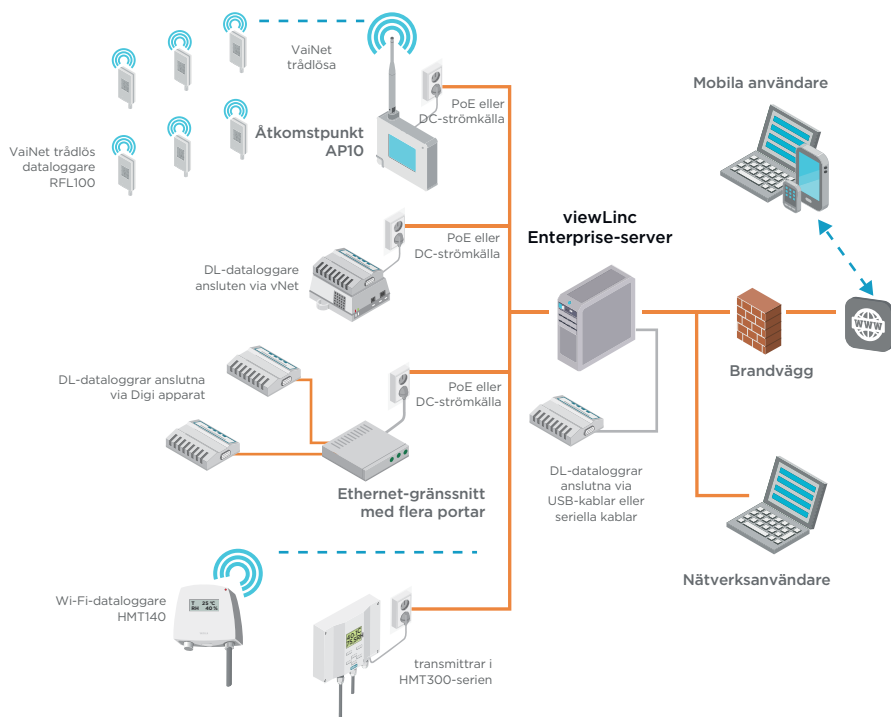 VaiNet
trådlösa
PoE eller
DC-strömkälla
Åtkomstpunkt
AP10
VaiNet trådlös
dataloggare
RFL100
Mobila användare
viewLinc
Enterprise-server
PoE eller
DC-strömkälla
DL-dataloggare
ansluten via vNet
WWW
Brandvägg
DL-dataloggrar anslutna
via Digi apparat
PoE eller
DC-strömkälla
Ethernet-gränssnitt
med flera portar
DL-dataloggrar
anslutna via
USB-kablar eller
seriella kablar
Nätverksanvändare
Wi-Fi-dataloggare
HMT140
T 25 °C
RH 40 %
transmittrar i
HMT300-serien